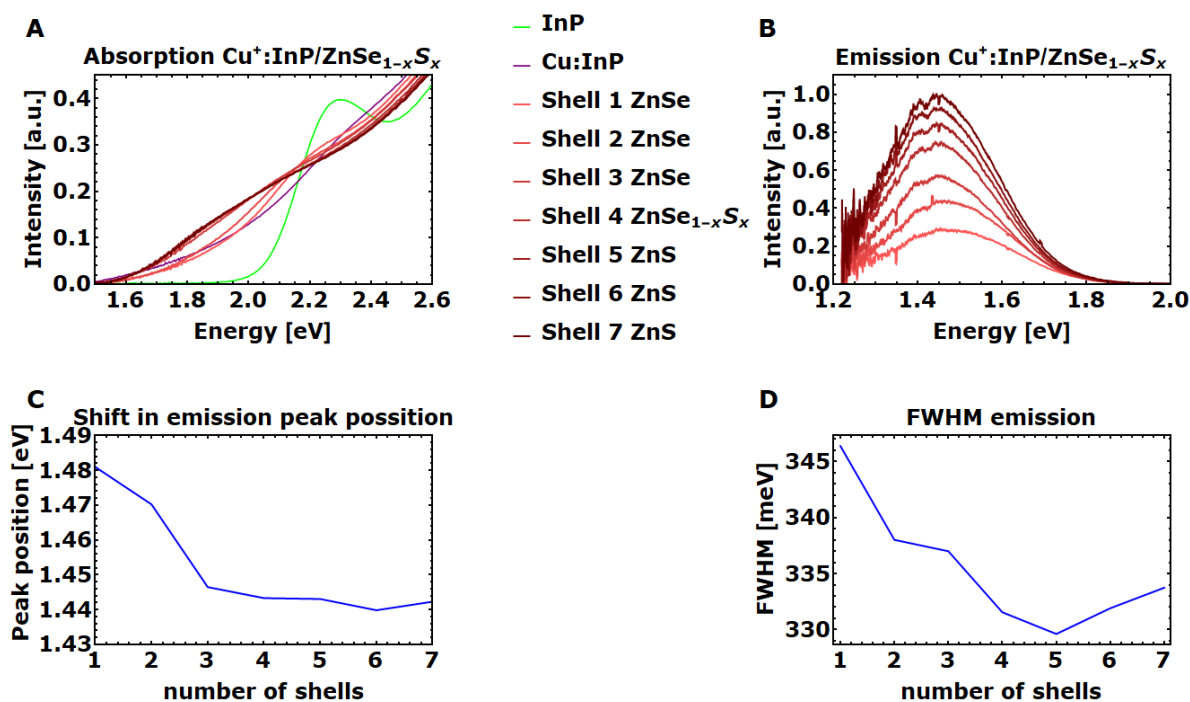 A
Absorption Cu⁺:InP/ZnSe₁₋ₓSₓ
Intensity [a.u.]
0.4
0.3
0.2
0.1
0.0
1.6 1.8 2.0 2.2 2.4 2.6
Energy [eV]
InP
Cu:InP
Shell 1 ZnSe
Shell 2 ZnSe
Shell 3 ZnSe
Shell 4 ZnSe₁₋ₓSₓ
Shell 5 ZnS
Shell 6 ZnS
Shell 7 ZnS
B
Emission Cu⁺:InP/ZnSe₁₋ₓSₓ
Intensity [a.u.]
1.0
0.8
0.6
0.4
0.2
0.0
1.2 1.4 1.6 1.8 2.0
Energy [eV]
C
Shift in emission peak possition
Peak position [eV]
1.49
1.48
1.47
1.46
1.45
1.44
1.43
1 2 3 4 5 6 7
number of shells
D
FWHM emission
FWHM [meV]
345
340
335
330
1 2 3 4 5 6 7
number of shells